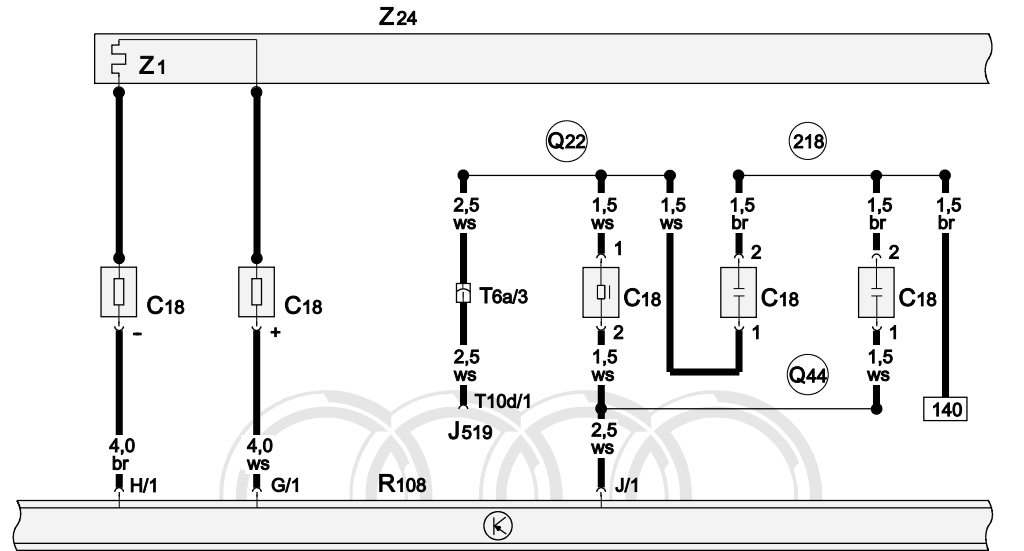 Z24
Z1
Q22
218
2,5
ws
1,5
ws
1,5
ws
1,5
br
1,5
br
1,5
br
1
2
2
C18
C18
T6a/3
C18
C18
C18
-
+
2
1
1
2,5
ws
1,5
ws
Q44
1,5
ws
T10d/1
J519
140
4,0
br
4,0
ws
2,5
ws
H/1
G/1
R108
J/1